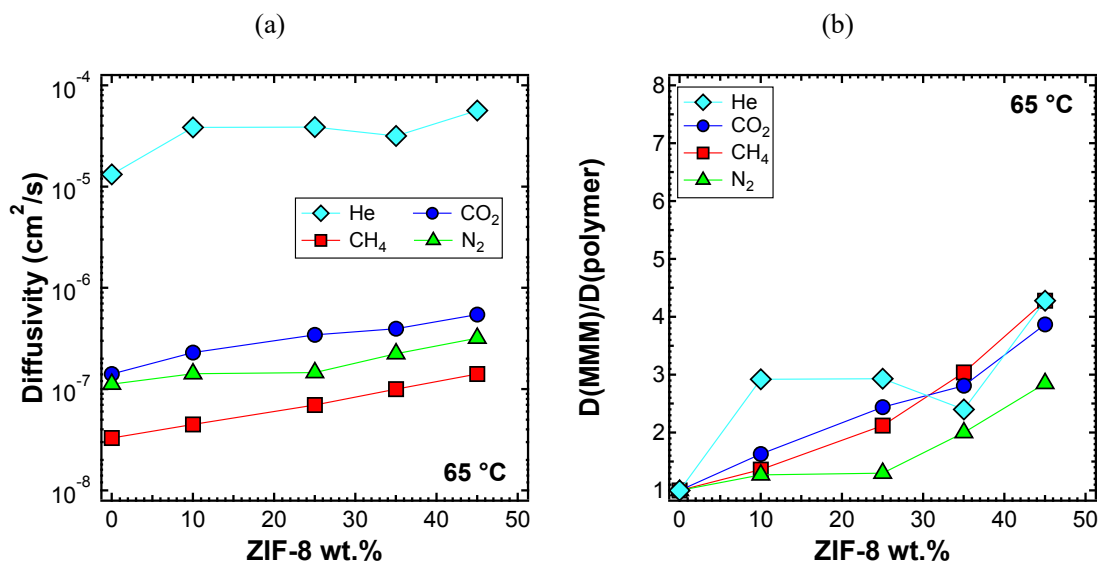 (a)
(b)
Diffusivity (cm²/s)
10⁻⁴
10⁻⁵
10⁻⁶
10⁻⁷
10⁻⁸
He
CO₂
CH₄
N₂
65 °C
0 10 20 30 40 50
ZIF-8 wt.%
D(MMM)/D(polymer)
8
7
6
5
4
3
2
1
He
CO₂
CH₄
N₂
65 °C
0 10 20 30 40 50
ZIF-8 wt.%